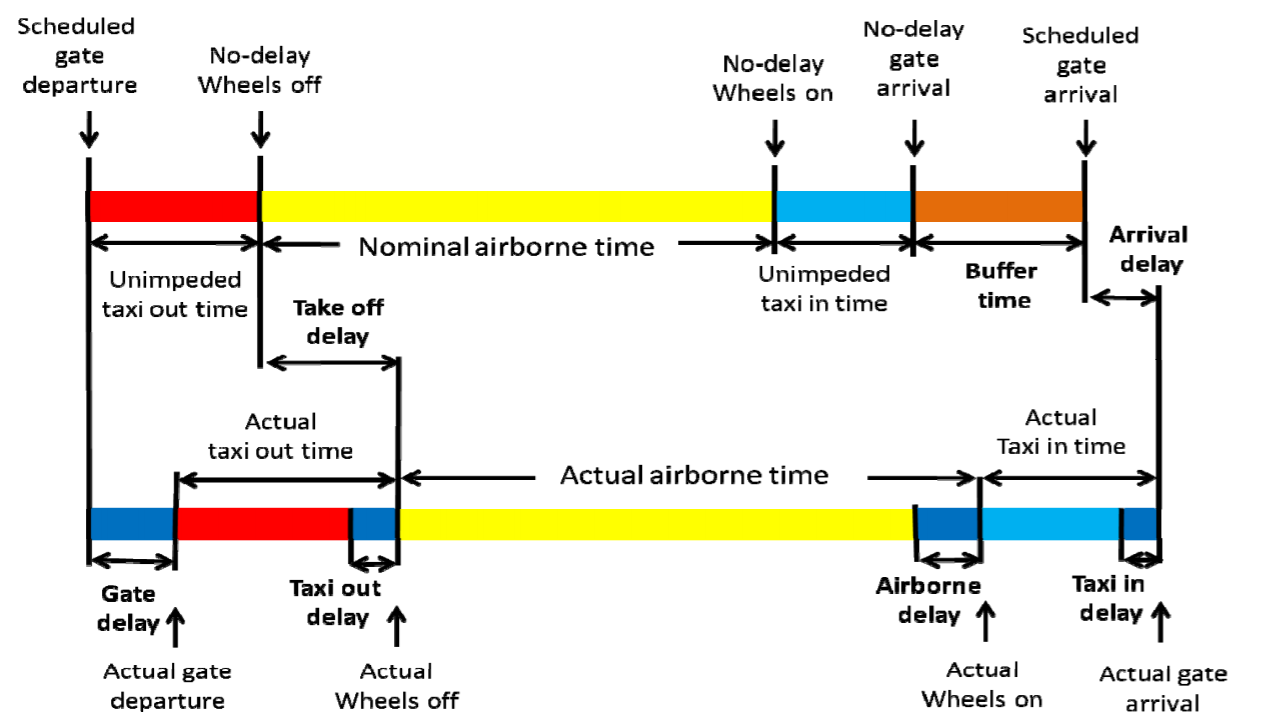 Scheduled
gate
departure
No-delay
Wheels off
No-delay
Wheels on
No-delay
gate
arrival
Scheduled
gate
arrival
Nominal airborne time
Unimpeded
taxi out time
Unimpeded
taxi in time
Buffer
time
Arrival
delay
Take off
delay
Actual
taxi out time
Actual airborne time
Actual
Taxi in time
Gate
delay
Taxi out
delay
Airborne
delay
Taxi in
delay
Actual gate
departure
Actual
Wheels off
Actual
Wheels on
Actual gate
arrival